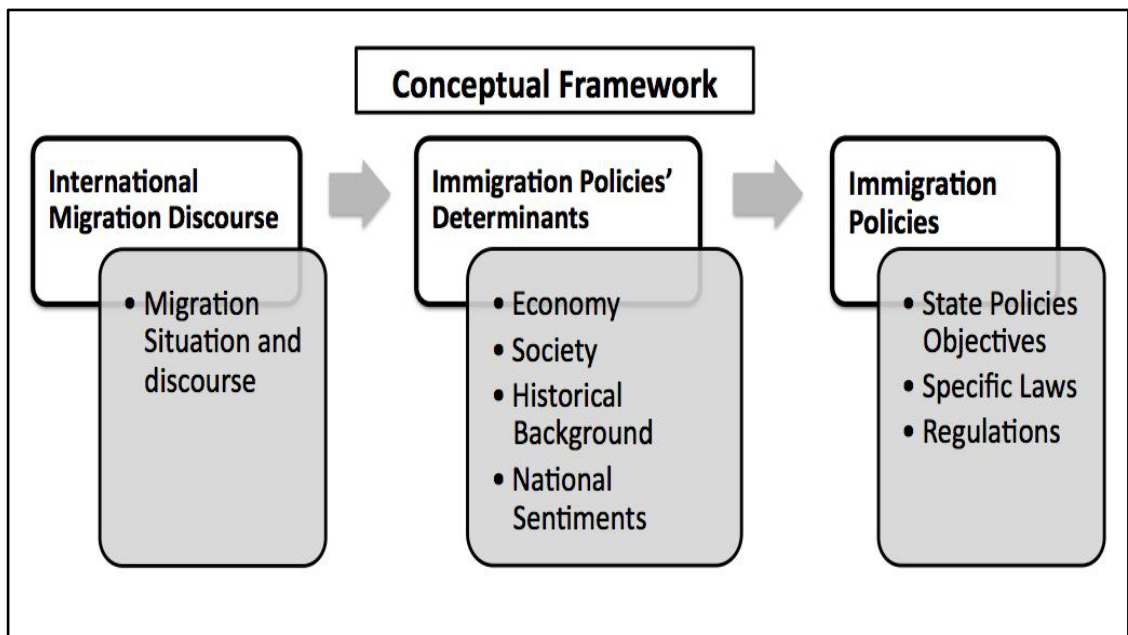 Conceptual Framework
International
Migration Discourse
• Migration
Situation and
discourse
Immigration Policies’
Determinants
• Economy
• Society
• Historical
Background
• National
Sentiments
Immigration
Policies
• State Policies
Objectives
• Specific Laws
• Regulations